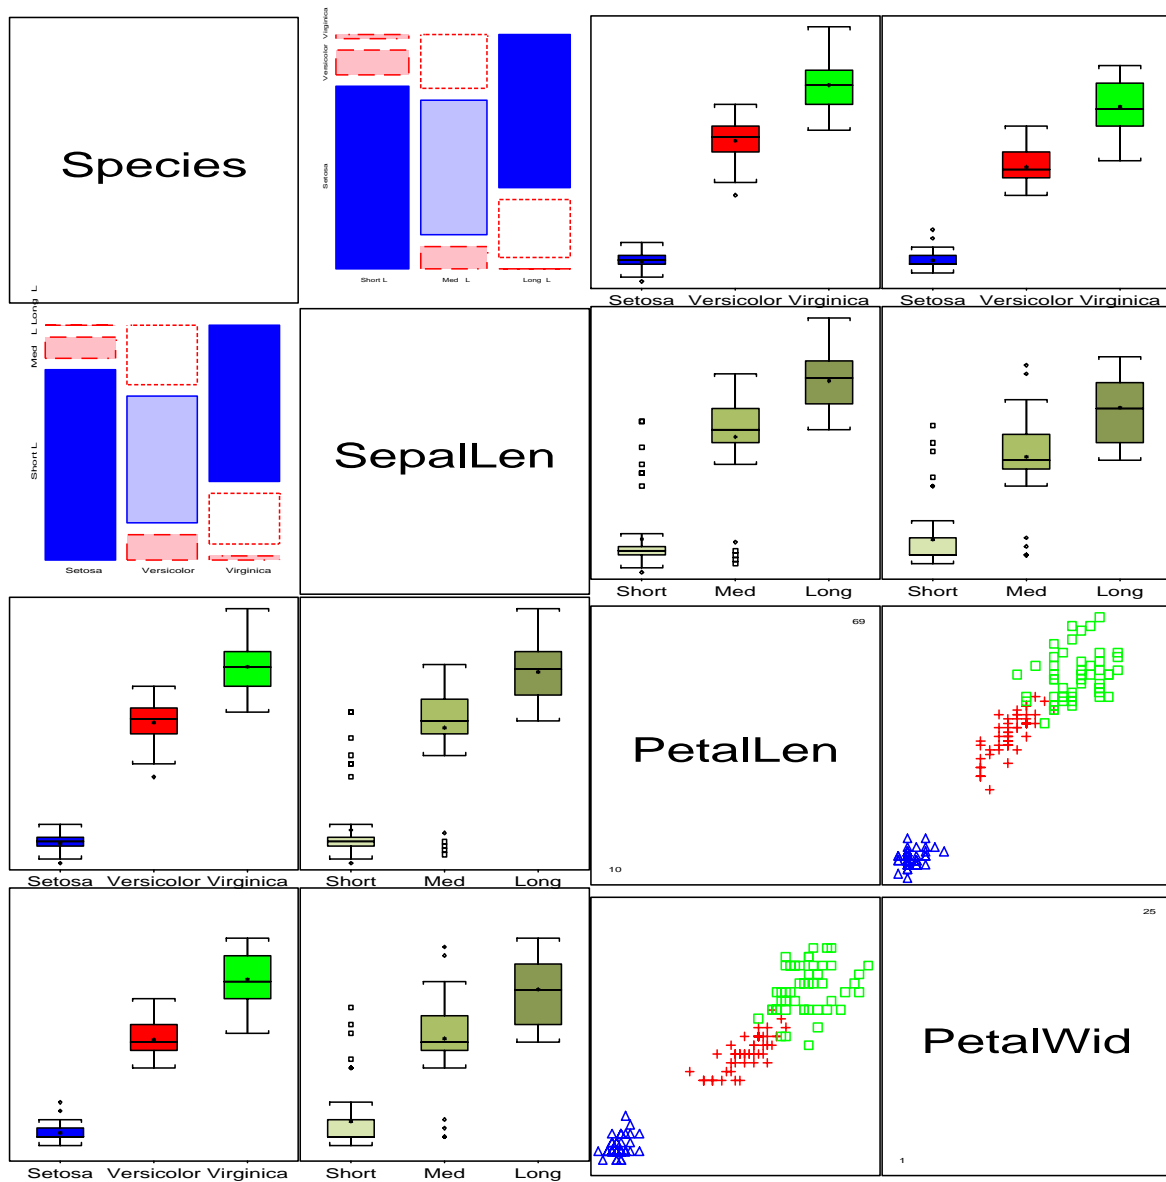 Species
Setosa Versicolor Virginica
Short L Med L Long L
Setosa Versicolor Virginica
Setosa Versicolor Virginica
Short L Med L Long L
Setosa Versicolor Virginica
SepalLen
Short Med Long
Short Med Long
Setosa Versicolor Virginica
Short Med Long
69
PetalLen
10
Setosa Versicolor Virginica
Short Med Long
25
PetalWid
1